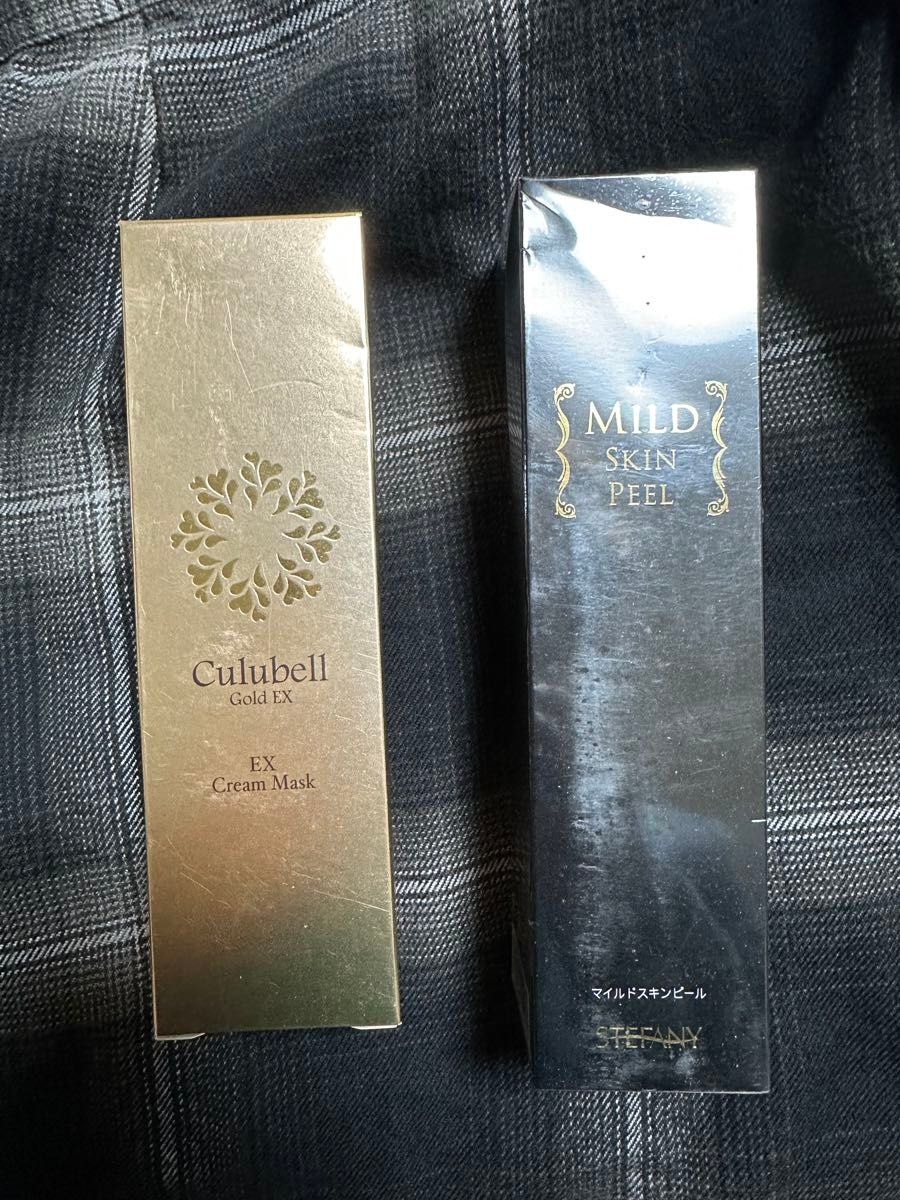 Culubell
Gold EX
EX
Cream Mask
MILD
SKIN
PEEL
マイルドスキンピール
STEFANY